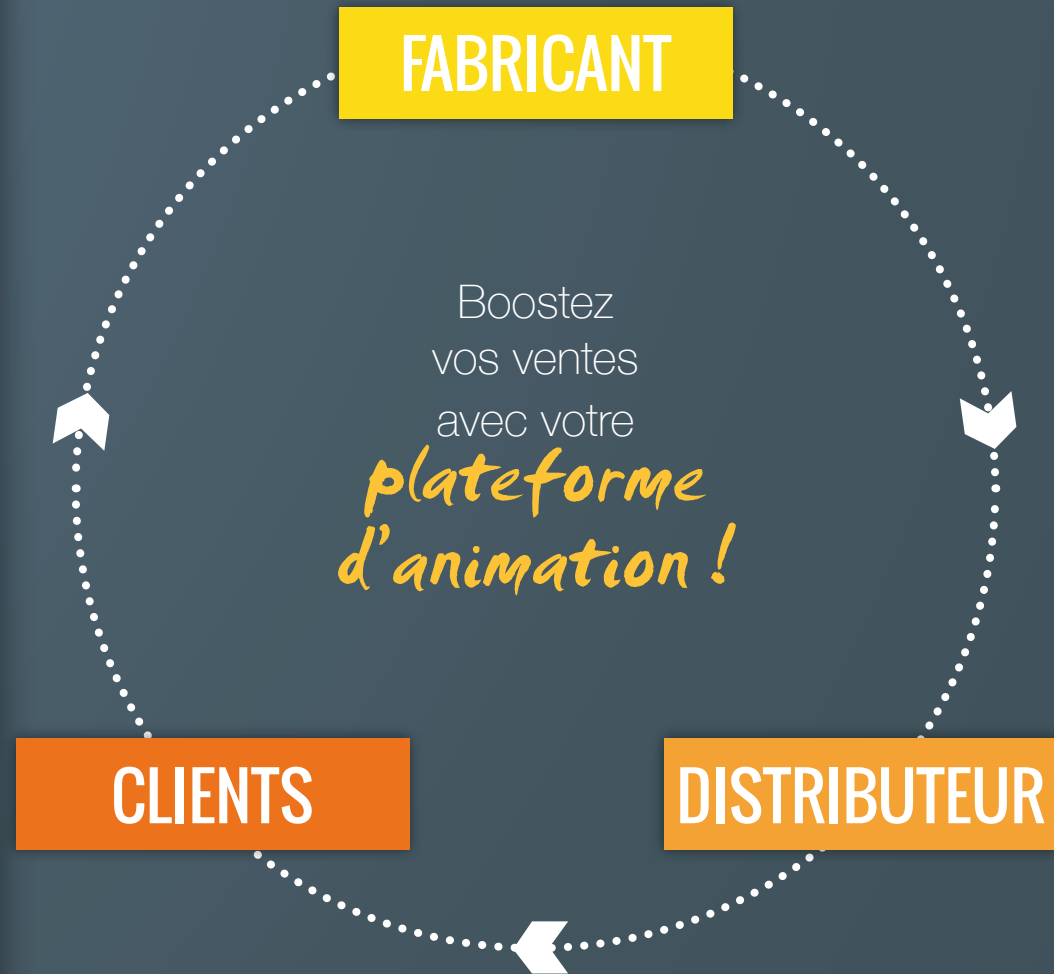 FABRICANT
Boostez
vos ventes
avec votre
plateforme
d'animation !
CLIENTS
DISTRIBUTEUR